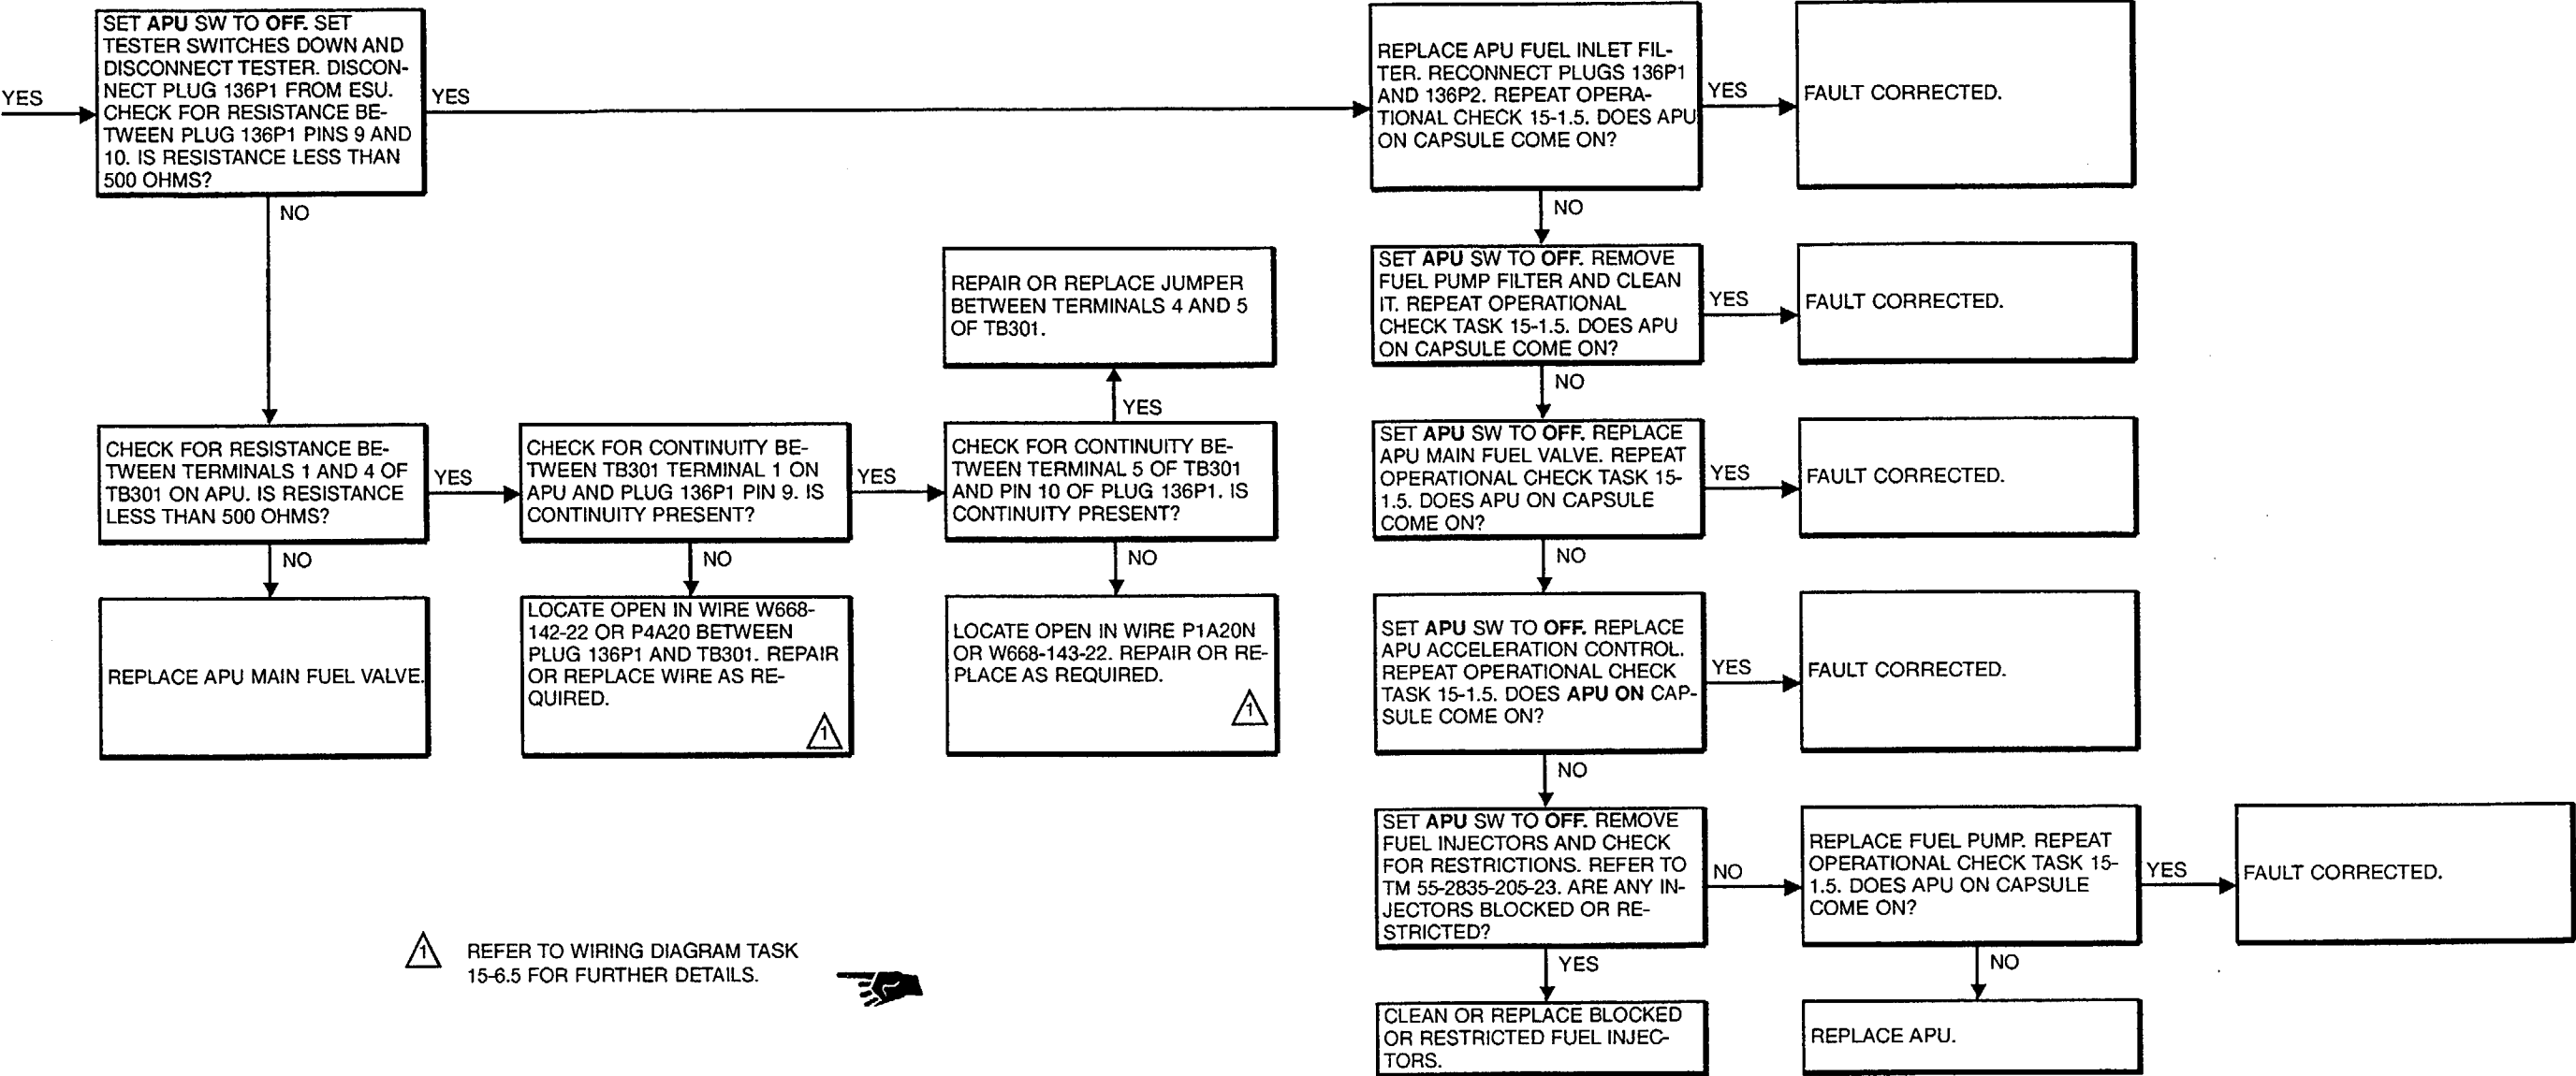 YES
SET APU SW TO OFF. SET
TESTER SWITCHES DOWN AND
DISCONNECT TESTER. DISCON-
NECT PLUG 136P1 FROM ESU.
CHECK FOR RESISTANCE BE-
TWEEN PLUG 136P1 PINS 9 AND
10. IS RESISTANCE LESS THAN
500 OHMS?
YES
REPLACE APU FUEL INLET FIL-
TER. RECONNECT PLUGS 136P1
AND 136P2. REPEAT OPERA-
TIONAL CHECK 15-1.5. DOES APU
ON CAPSULE COME ON?
YES
FAULT CORRECTED.
NO
NO
REPAIR OR REPLACE JUMPER
BETWEEN TERMINALS 4 AND 5
OF TB301.
SET APU SW TO OFF. REMOVE
FUEL PUMP FILTER AND CLEAN
IT. REPEAT OPERATIONAL
CHECK TASK 15-1.5. DOES APU
ON CAPSULE COME ON?
YES
FAULT CORRECTED.
NO
YES
CHECK FOR RESISTANCE BE-
TWEEN TERMINALS 1 AND 4 OF
TB301 ON APU. IS RESISTANCE
LESS THAN 500 OHMS?
YES
CHECK FOR CONTINUITY BE-
TWEEN TB301 TERMINAL 1 ON
APU AND PLUG 136P1 PIN 9. IS
CONTINUITY PRESENT?
YES
CHECK FOR CONTINUITY BE-
TWEEN TERMINAL 5 OF TB301
AND PIN 10 OF PLUG 136P1. IS
CONTINUITY PRESENT?
SET APU SW TO OFF. REPLACE
APU MAIN FUEL VALVE. REPEAT
OPERATIONAL CHECK TASK 15-
1.5. DOES APU ON CAPSULE
COME ON?
YES
FAULT CORRECTED.
NO
NO
NO
NO
REPLACE APU MAIN FUEL VALVE.
LOCATE OPEN IN WIRE W668-
142-22 OR P4A20 BETWEEN
PLUG 136P1 AND TB301. REPAIR
OR REPLACE WIRE AS RE-
QUIRED.
1
LOCATE OPEN IN WIRE P1A20N
OR W668-143-22. REPAIR OR RE-
PLACE AS REQUIRED.
1
SET APU SW TO OFF. REPLACE
APU ACCELERATION CONTROL.
REPEAT OPERATIONAL CHECK
TASK 15-1.5. DOES APU ON CAP-
SULE COME ON?
YES
FAULT CORRECTED.
NO
SET APU SW TO OFF. REMOVE
FUEL INJECTORS AND CHECK
FOR RESTRICTIONS. REFER TO
TM 55-2835-205-23. ARE ANY IN-
JECTORS BLOCKED OR RE-
STRICTED?
NO
REPLACE FUEL PUMP. REPEAT
OPERATIONAL CHECK TASK 15-
1.5. DOES APU ON CAPSULE
COME ON?
YES
FAULT CORRECTED.
1
REFER TO WIRING DIAGRAM TASK
15-6.5 FOR FURTHER DETAILS.
YES
NO
CLEAN OR REPLACE BLOCKED
OR RESTRICTED FUEL INJEC-
TORS.
REPLACE APU.